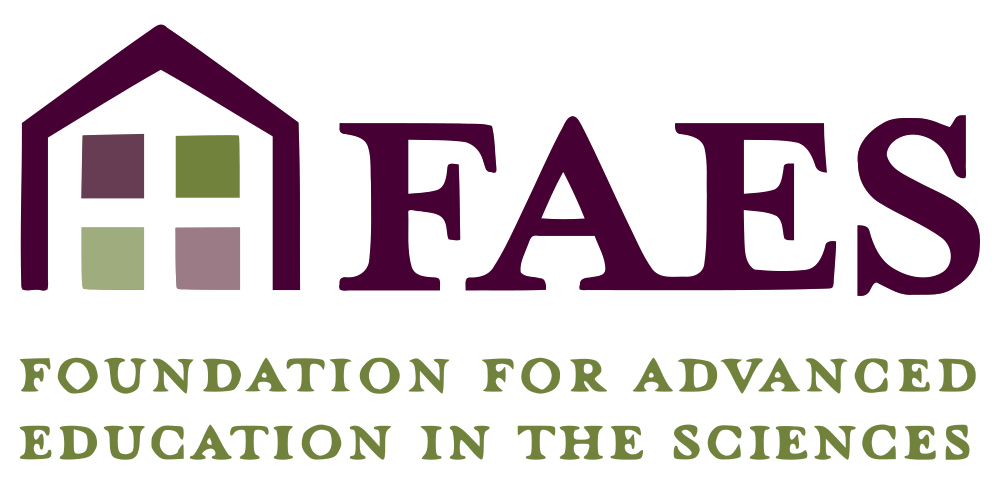 FAES
FOUNDATION FOR ADVANCED
EDUCATION IN THE SCIENCES